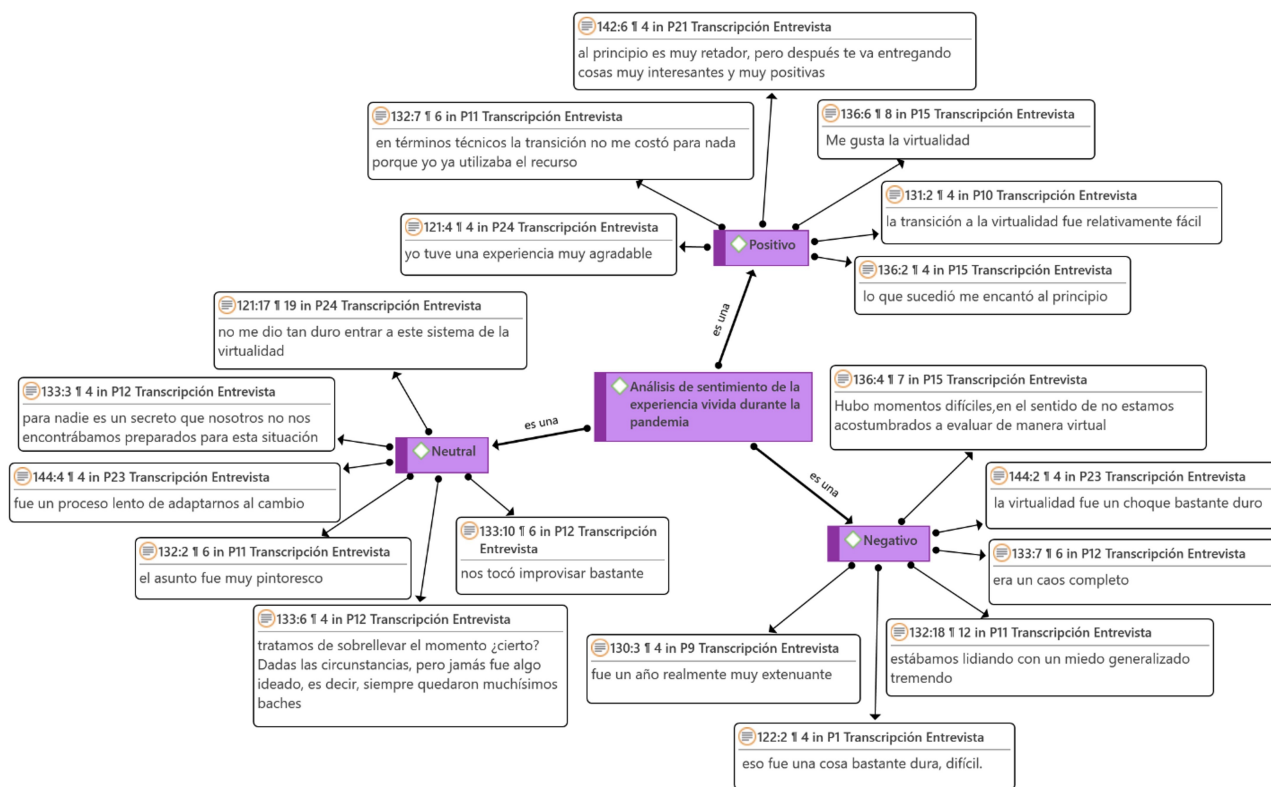 142:6 ¶ 4 in P21 Transcripción Entrevista
al principio es muy retador, pero después te va entregando
cosas muy interesantes y muy positivas
132:7 ¶ 6 in P11 Transcripción Entrevista
en términos técnicos la transición no me costó para nada
porque yo ya utilizaba el recurso
136:6 ¶ 8 in P15 Transcripción Entrevista
Me gusta la virtualidad
131:2 ¶ 4 in P10 Transcripción Entrevista
la transición a la virtualidad fue relativamente fácil
121:4 ¶ 4 in P24 Transcripción Entrevista
yo tuve una experiencia muy agradable
Positivo
136:2 ¶ 4 in P15 Transcripción Entrevista
lo que sucedió me encantó al principio
es una
121:17 ¶ 19 in P24 Transcripción Entrevista
no me dio tan duro entrar a este sistema de la
virtualidad
Análisis de sentimiento de la
experiencia vivida durante la
pandemia
136:4 ¶ 7 in P15 Transcripción Entrevista
Hubo momentos difíciles,en el sentido de no estamos
acostumbrados a evaluar de manera virtual
133:3 ¶ 4 in P12 Transcripción Entrevista
para nadie es un secreto que nosotros no nos
encontrábamos preparados para esta situación
es una
Neutral
144:4 ¶ 4 in P23 Transcripción Entrevista
fue un proceso lento de adaptarnos al cambio
es una
144:2 ¶ 4 in P23 Transcripción Entrevista
la virtualidad fue un choque bastante duro
133:10 ¶ 6 in P12 Transcripción
Entrevista
nos tocó improvisar bastante
132:2 ¶ 6 in P11 Transcripción Entrevista
el asunto fue muy pintoresco
Negativo
133:7 ¶ 6 in P12 Transcripción Entrevista
era un caos completo
133:6 ¶ 4 in P12 Transcripción Entrevista
tratamos de sobrellevar el momento ¿cierto?
Dadas las circunstancias, pero jamás fue algo
ideado, es decir, siempre quedaron muchísimos
baches
130:3 ¶ 4 in P9 Transcripción Entrevista
fue un año realmente muy extenuante
132:18 ¶ 12 in P11 Transcripción Entrevista
estábamos lidiando con un miedo generalizado
tremendo
122:2 ¶ 4 in P1 Transcripción Entrevista
eso fue una cosa bastante dura, difícil.